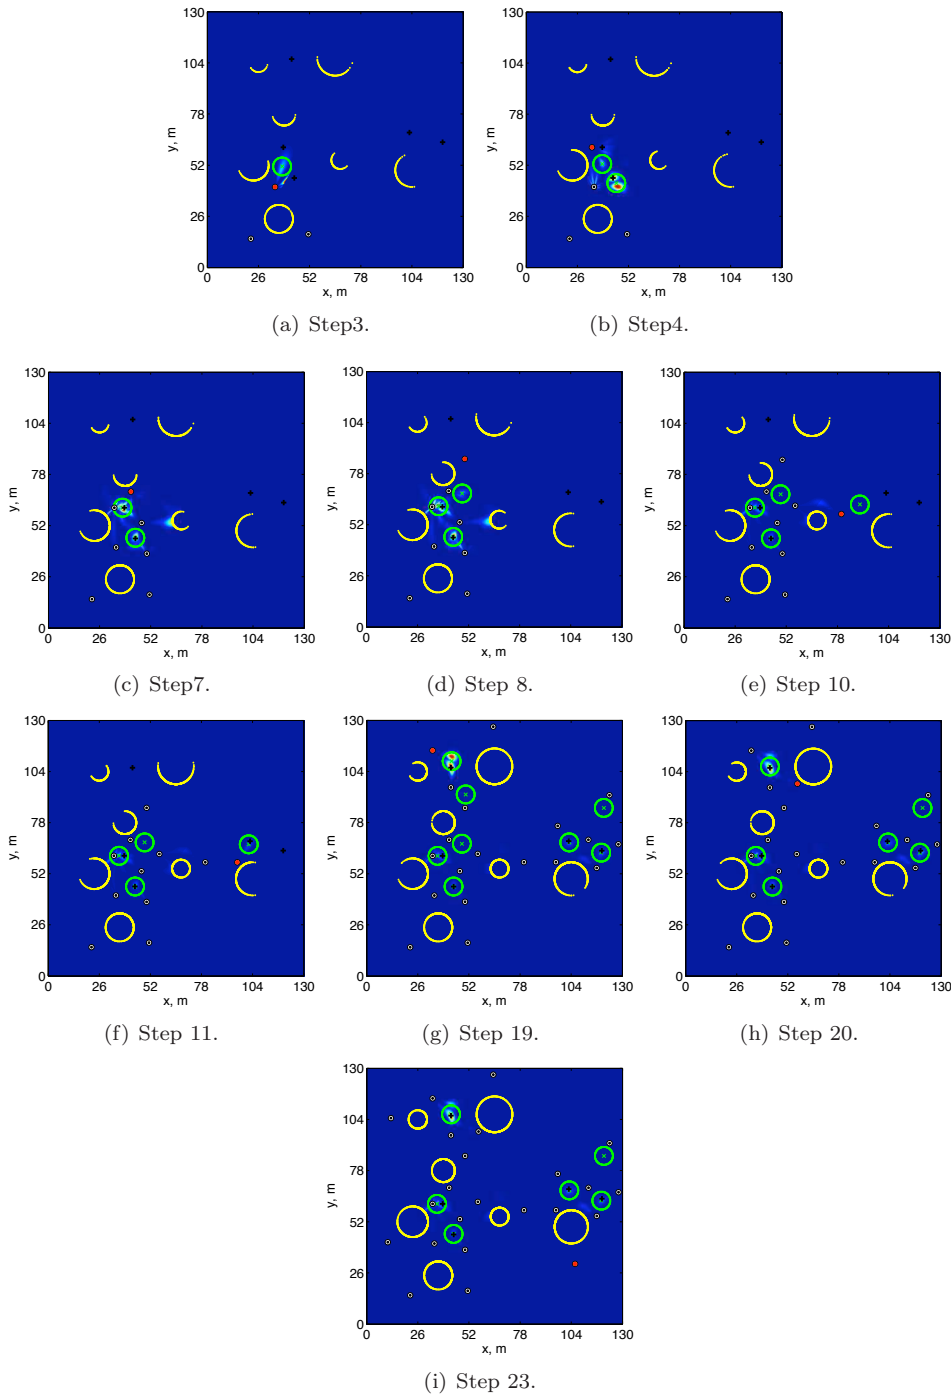 130
104
78
52
26
0
y, m
0 26 52 78 104 130
x, m
(a) Step3.
130
104
78
52
26
0
y, m
0 26 52 78 104 130
x, m
(b) Step4.
130
104
78
52
26
0
y, m
0 26 52 78 104 130
x, m
(c) Step7.
130
104
78
52
26
0
y, m
0 26 52 78 104 130
x, m
(d) Step 8.
130
104
78
52
26
0
y, m
0 26 52 78 104 130
x, m
(e) Step 10.
130
104
78
52
26
0
y, m
0 26 52 78 104 130
x, m
(f) Step 11.
130
104
78
52
26
0
y, m
0 26 52 78 104 130
x, m
(g) Step 19.
130
104
78
52
26
0
y, m
0 26 52 78 104 130
x, m
(h) Step 20.
130
104
78
52
26
0
y, m
0 26 52 78 104 130
x, m
(i) Step 23.